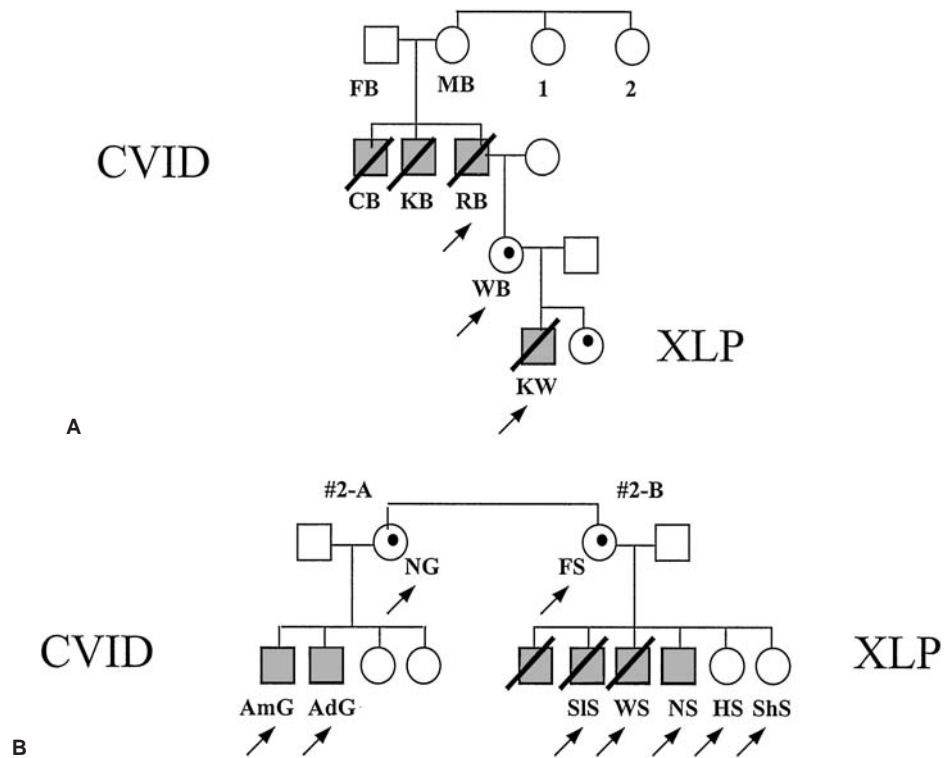 FB
MB
1
2
CVID
CB
KB
RB
WB
XLP
KW
A
#2-A
#2-B
NG
FS
CVID
XLP
AmG
AdG
SlS
WS
NS
HS
ShS
B